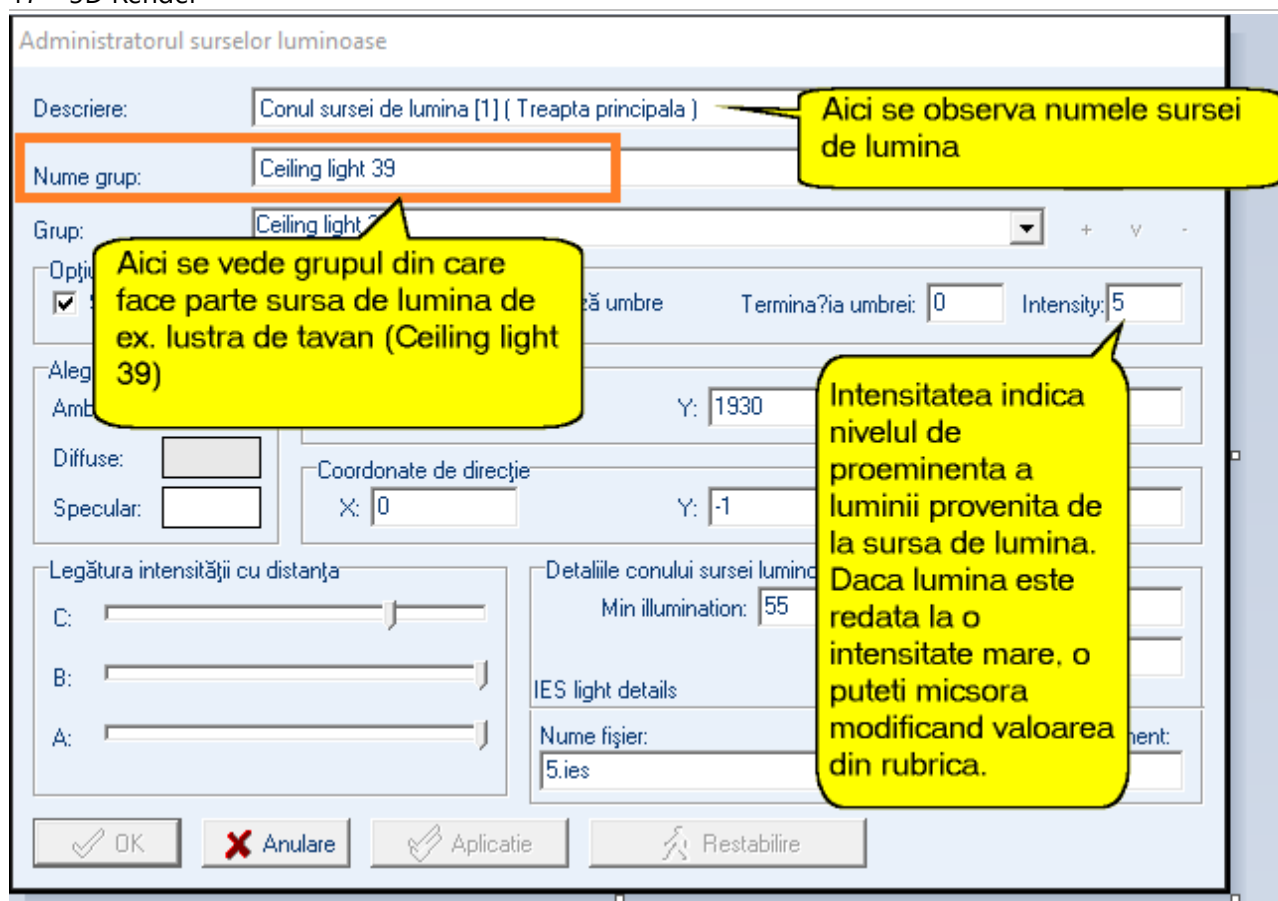 Administratorul surselor luminoase
Descriere: Conul sursei de lumina [1] ( Treapta principala )
Aici se observa numele sursei
de lumina
Nume grup: Ceiling light 39
Grup: Ceiling light
+ v -
Aici se vede grupul din care
face parte sursa de lumina de
ex. lustra de tavan (Ceiling light
39)
umbre Termina?ia umbrei: 0 Intensity: 5
Y: 1930
Intensitatea indica
nivelul de
proeminenta a
luminii provenita de
la sursa de lumina.
Daca lumina este
redata la o
intensitate mare, o
puteti micsora
modificand valoarea
din rubrica.
Diffuse:
Specular:
Coordonate de direcţie
X: 0 Y: -1
Legătura intensităţii cu distanţa
C:
B:
A:
Detaliile conului sursei
Min illumination: 55
IES light details
Nume fişier:
5.ies
OK Anulare Aplicatie Restabilire